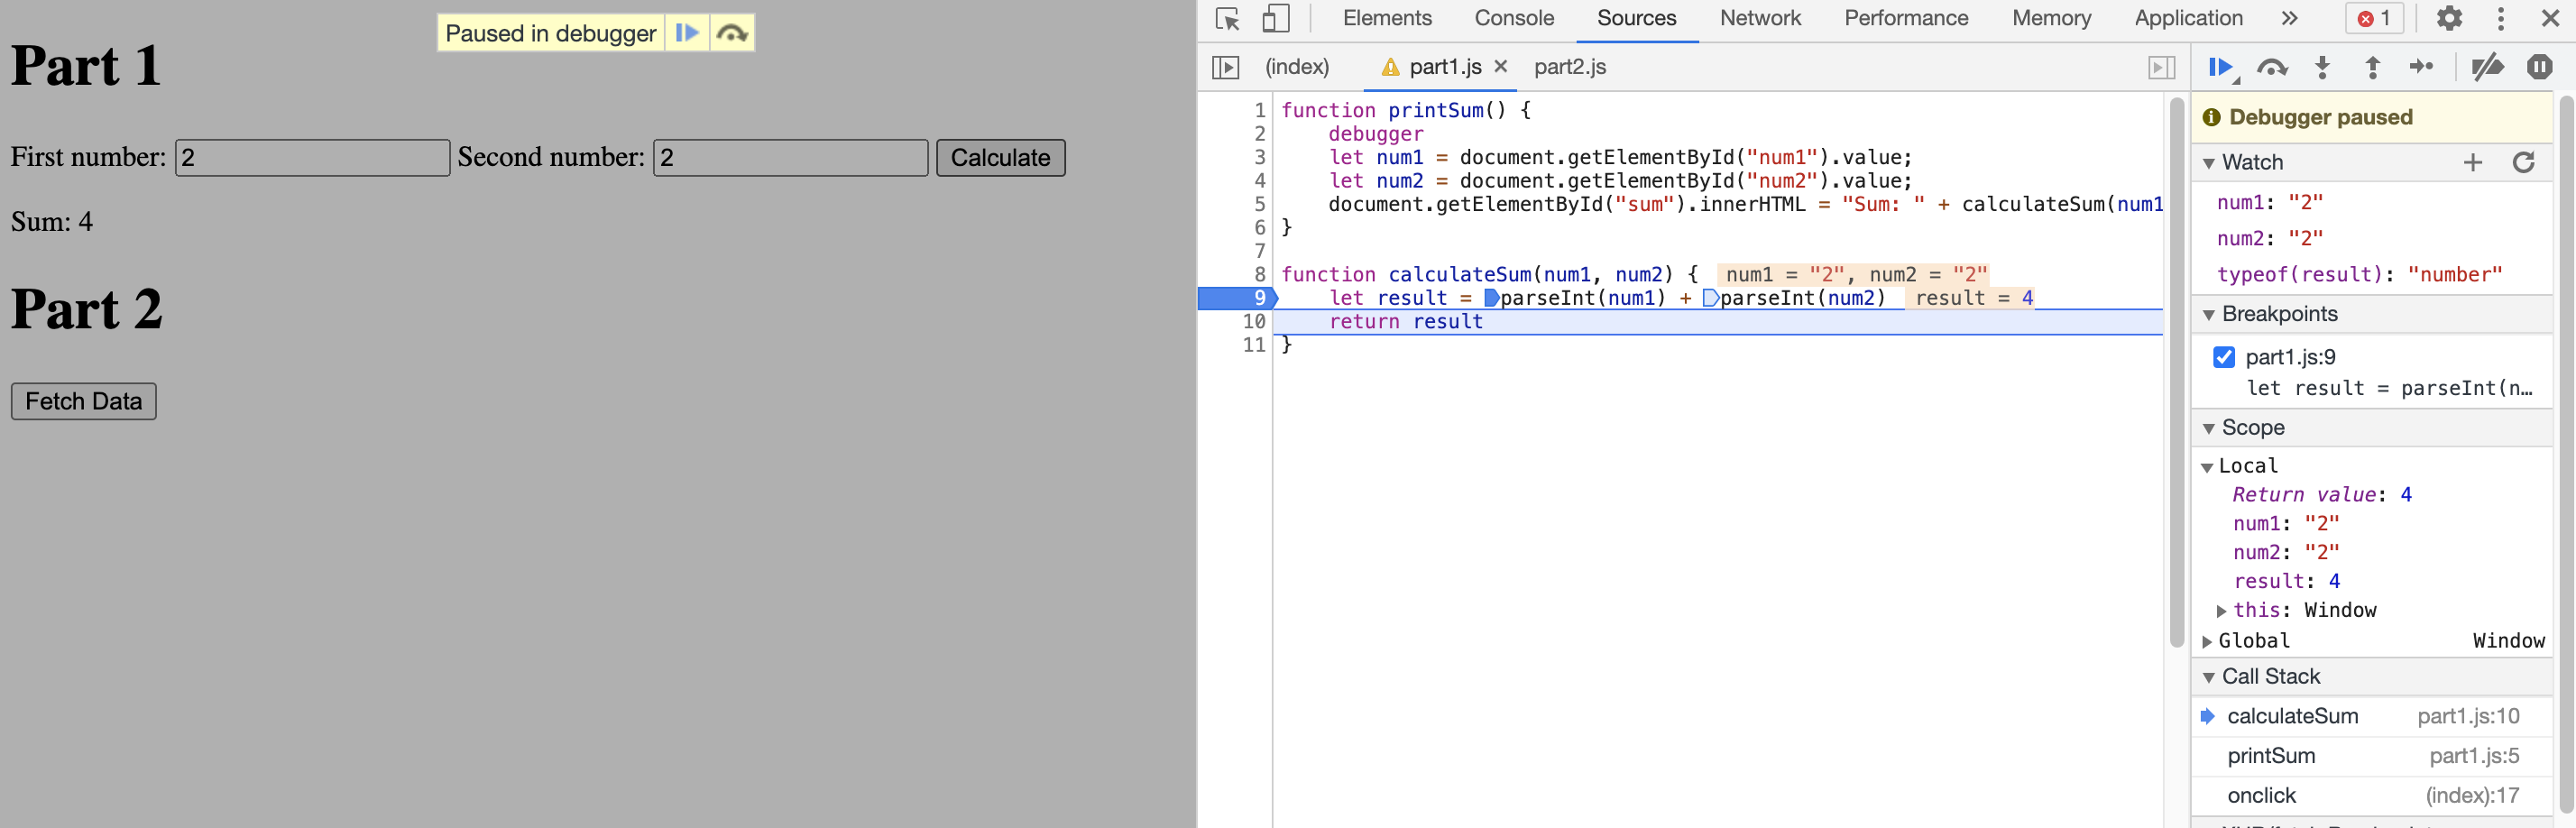 Paused in debugger
Part 1
First number: 2 Second number: 2 Calculate
Sum: 4
Part 2
Fetch Data
Elements Console Sources Network Performance Memory Application » 1
(index) part1.js × part2.js
1 function printSum() {
2 debugger
3 let num1 = document.getElementById("num1").value;
4 let num2 = document.getElementById("num2").value;
5 document.getElementById("sum").innerHTML = "Sum: " + calculateSum(num1
6 }
7
8 function calculateSum(num1, num2) { num1 = "2", num2 = "2"
9 let result = parseInt(num1) + parseInt(num2) result = 4
10 return result
11 }
Debugger paused
Watch
num1: "2"
num2: "2"
typeof(result): "number"
Breakpoints
part1.js:9
let result = parseInt(n…
Scope
Local
Return value: 4
num1: "2"
num2: "2"
result: 4
this: Window
Global Window
Call Stack
calculateSum part1.js:10
printSum part1.js:5
onclick (index):17